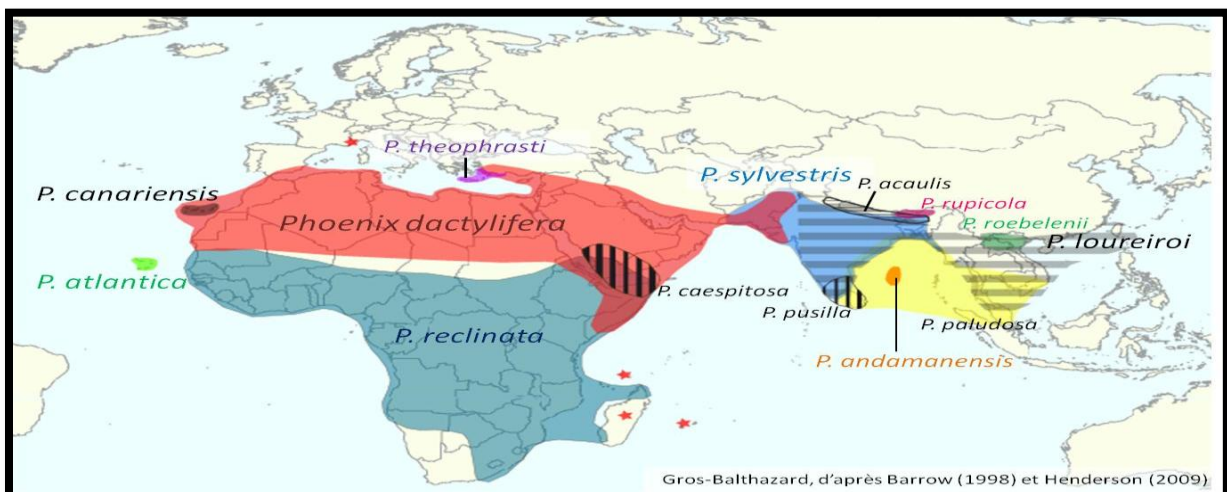 P. theophrasti
P. canariensis
P. sylvestris
P. acaulis
P. rupicola
Phoenix dactylifera
P. roebelenii
P. loureiroi
P. atlantica
P. caespitosa
P. pusilla
P. reclinata
P. paludosa
P. andamanensis
Gros-Balthazard, d'après Barrow (1998) et Henderson (2009)